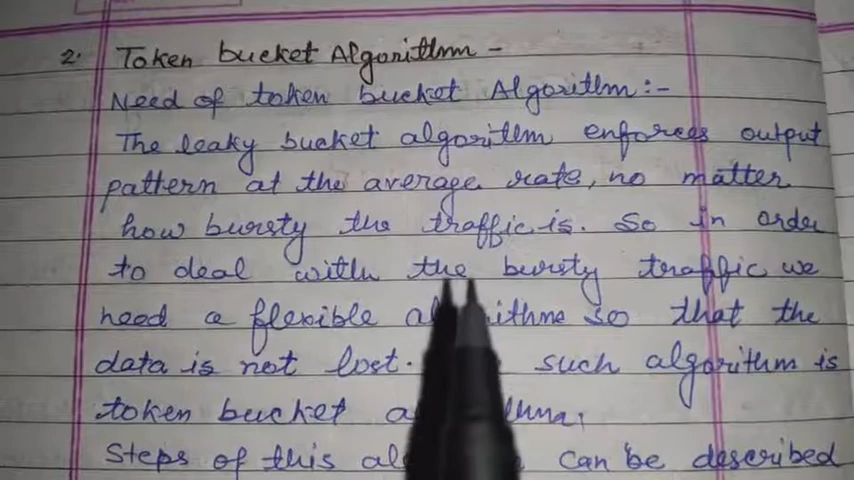 2. Token bucket Algorithm -
Need of token bucket Algorithm :-
The leaky bucket algorithm enforces output
pattern at the average rate, no matter
how bursty the traffic is. So in order
to deal with the bursty traffic we
need a flexible so that the
data is not lost. such algorithm is
token bucket
Steps of this can be described